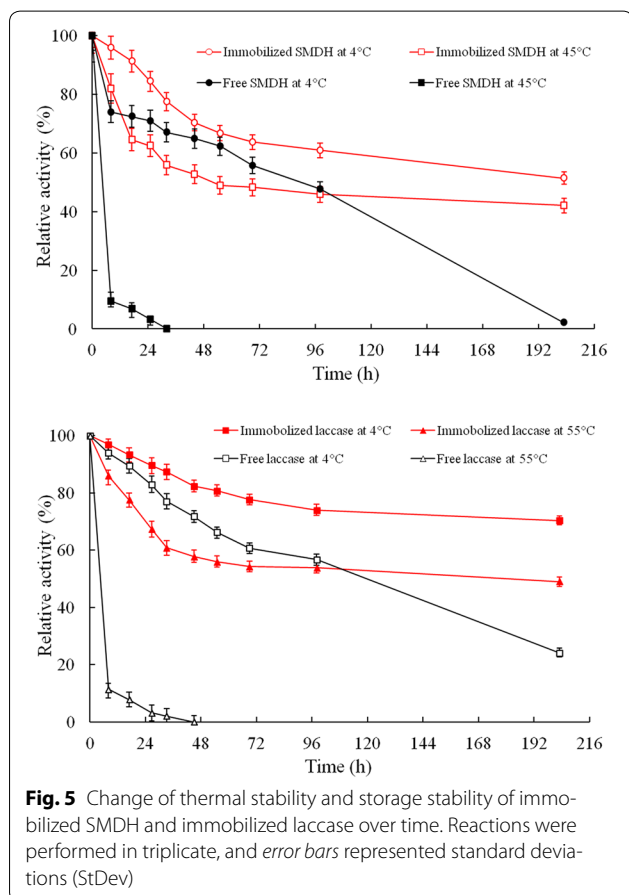 Immobilized SMDH at 4°C
Immobilized SMDH at 45°C
Free SMDH at 4°C
Free SMDH at 45°C
Relative activity (%)
100
80
60
40
20
0
0 24 48 72 96 120 144 168 192 216
Time (h)
Immobolized laccase at 4°C
Immobolized laccase at 55°C
Free laccase at 4°C
Free laccase at 55°C
Relative activity (%)
100
80
60
40
20
0
0 24 48 72 96 120 144 168 192 216
Time (h)
Fig. 5 Change of thermal stability and storage stability of immo-
bilized SMDH and immobilized laccase over time. Reactions were
performed in triplicate, and error bars represented standard devia-
tions (StDev)